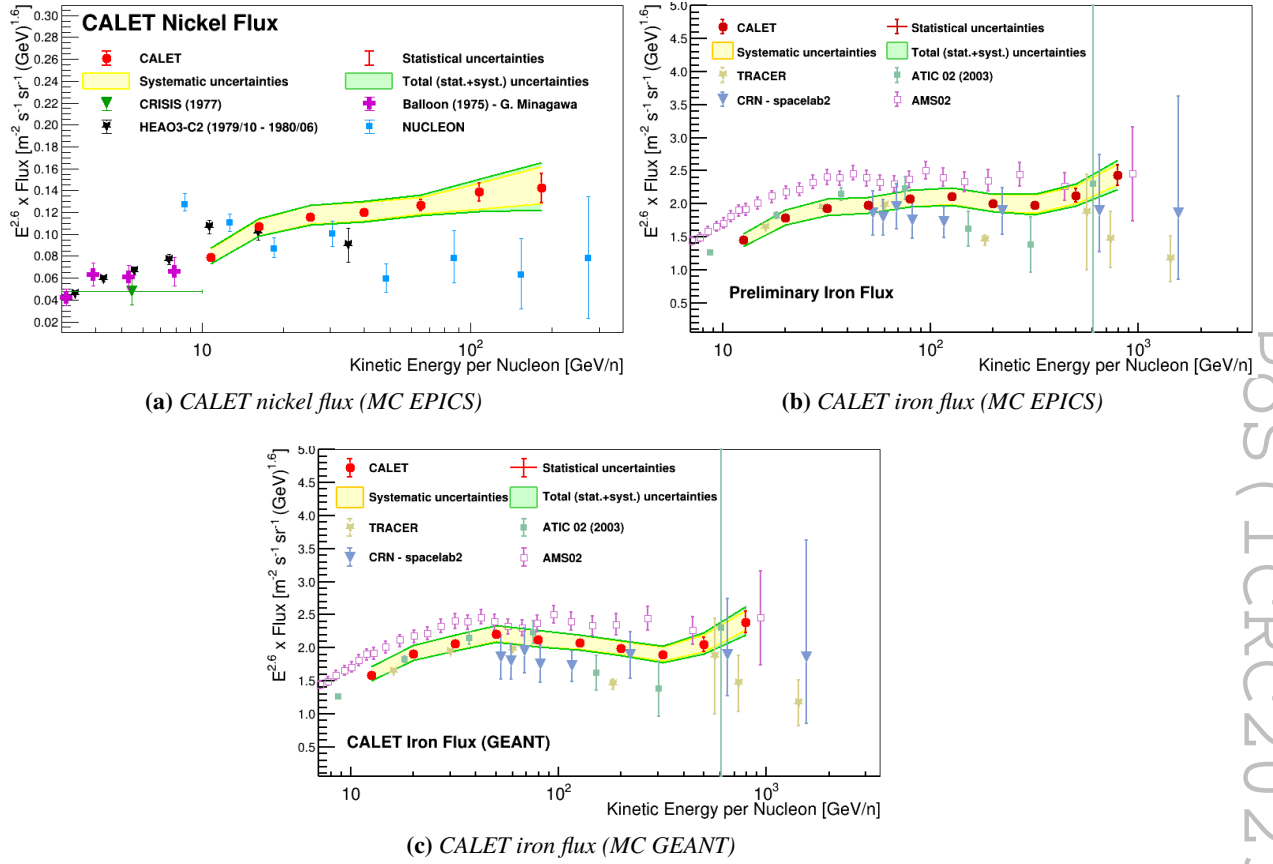 CALET Nickel Flux
CALET
Statistical uncertainties
Systematic uncertainties
Total (stat.+syst.) uncertainties
CRISIS (1977)
Balloon (1975) - G. Minagawa
HEAO3-C2 (1979/10 - 1980/06)
NUCLEON
E^2.6 x Flux [m^-2 s^-1 sr^-1 (GeV)^1.6]
0.30
0.28
0.26
0.24
0.22
0.20
0.18
0.16
0.14
0.12
0.10
0.08
0.06
0.04
0.02
10
10^2
Kinetic Energy per Nucleon [GeV/n]
(a) CALET nickel flux (MC EPICS)
CALET
Statistical uncertainties
Systematic uncertainties
Total (stat.+syst.) uncertainties
TRACER
ATIC 02 (2003)
CRN - spacelab2
AMS02
E^2.6 x Flux [m^-2 s^-1 sr^-1 (GeV)^1.6]
5.0
4.5
4.0
3.5
3.0
2.5
2.0
1.5
1.0
0.5
Preliminary Iron Flux
10
10^2
10^3
Kinetic Energy per Nucleon [GeV/n]
(b) CALET iron flux (MC EPICS)
CALET
Statistical uncertainties
Systematic uncertainties
Total (stat.+syst.) uncertainties
TRACER
ATIC 02 (2003)
CRN - spacelab2
AMS02
E^2.6 x Flux [m^-2 s^-1 sr^-1 (GeV)^1.6]
5.0
4.5
4.0
3.5
3.0
2.5
2.0
1.5
1.0
0.5
CALET Iron Flux (GEANT)
10
10^2
10^3
Kinetic Energy per Nucleon [GeV/n]
(c) CALET iron flux (MC GEANT)
PoS(ICRC202